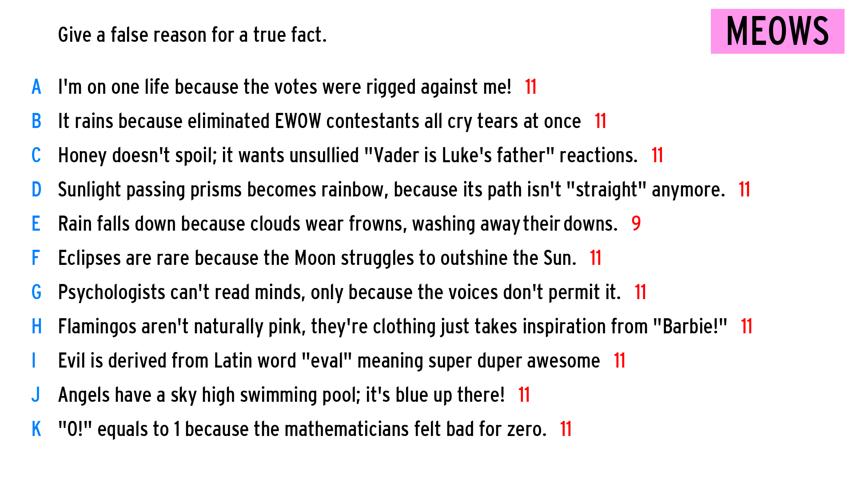 Give a false reason for a true fact.
MEOWS
A I'm on one life because the votes were rigged against me! 11
B It rains because eliminated EWOW contestants all cry tears at once 11
C Honey doesn't spoil; it wants unsullied "Vader is Luke's father" reactions. 11
D Sunlight passing prisms becomes rainbow, because its path isn't "straight" anymore. 11
E Rain falls down because clouds wear frowns, washing away their downs. 9
F Eclipses are rare because the Moon struggles to outshine the Sun. 11
G Psychologists can't read minds, only because the voices don't permit it. 11
H Flamingos aren't naturally pink, they're clothing just takes inspiration from "Barbie!" 11
I Evil is derived from Latin word "eval" meaning super duper awesome 11
J Angels have a sky high swimming pool; it's blue up there! 11
K "0!" equals to 1 because the mathematicians felt bad for zero. 11